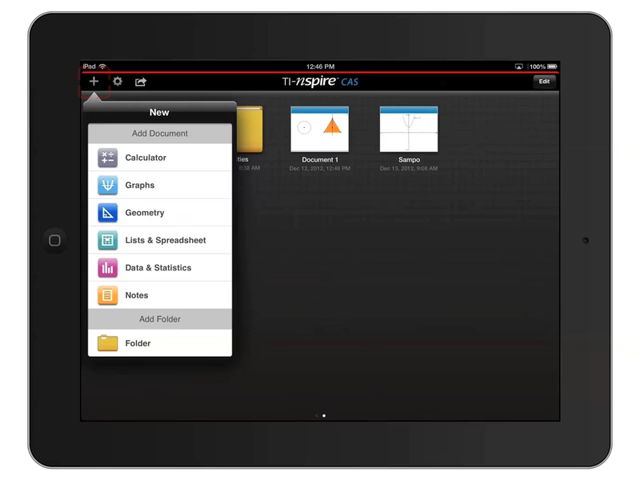 iPad
12:46 PM
100%
TI-nspire CAS
Edit
New
Add Document
Calculator
Graphs
Geometry
Lists & Spreadsheet
Data & Statistics
Notes
Add Folder
Folder
ties
Document 1
Dec 12, 2012, 12:46 PM
Sampo
Dec 13, 2012, 9:08 AM